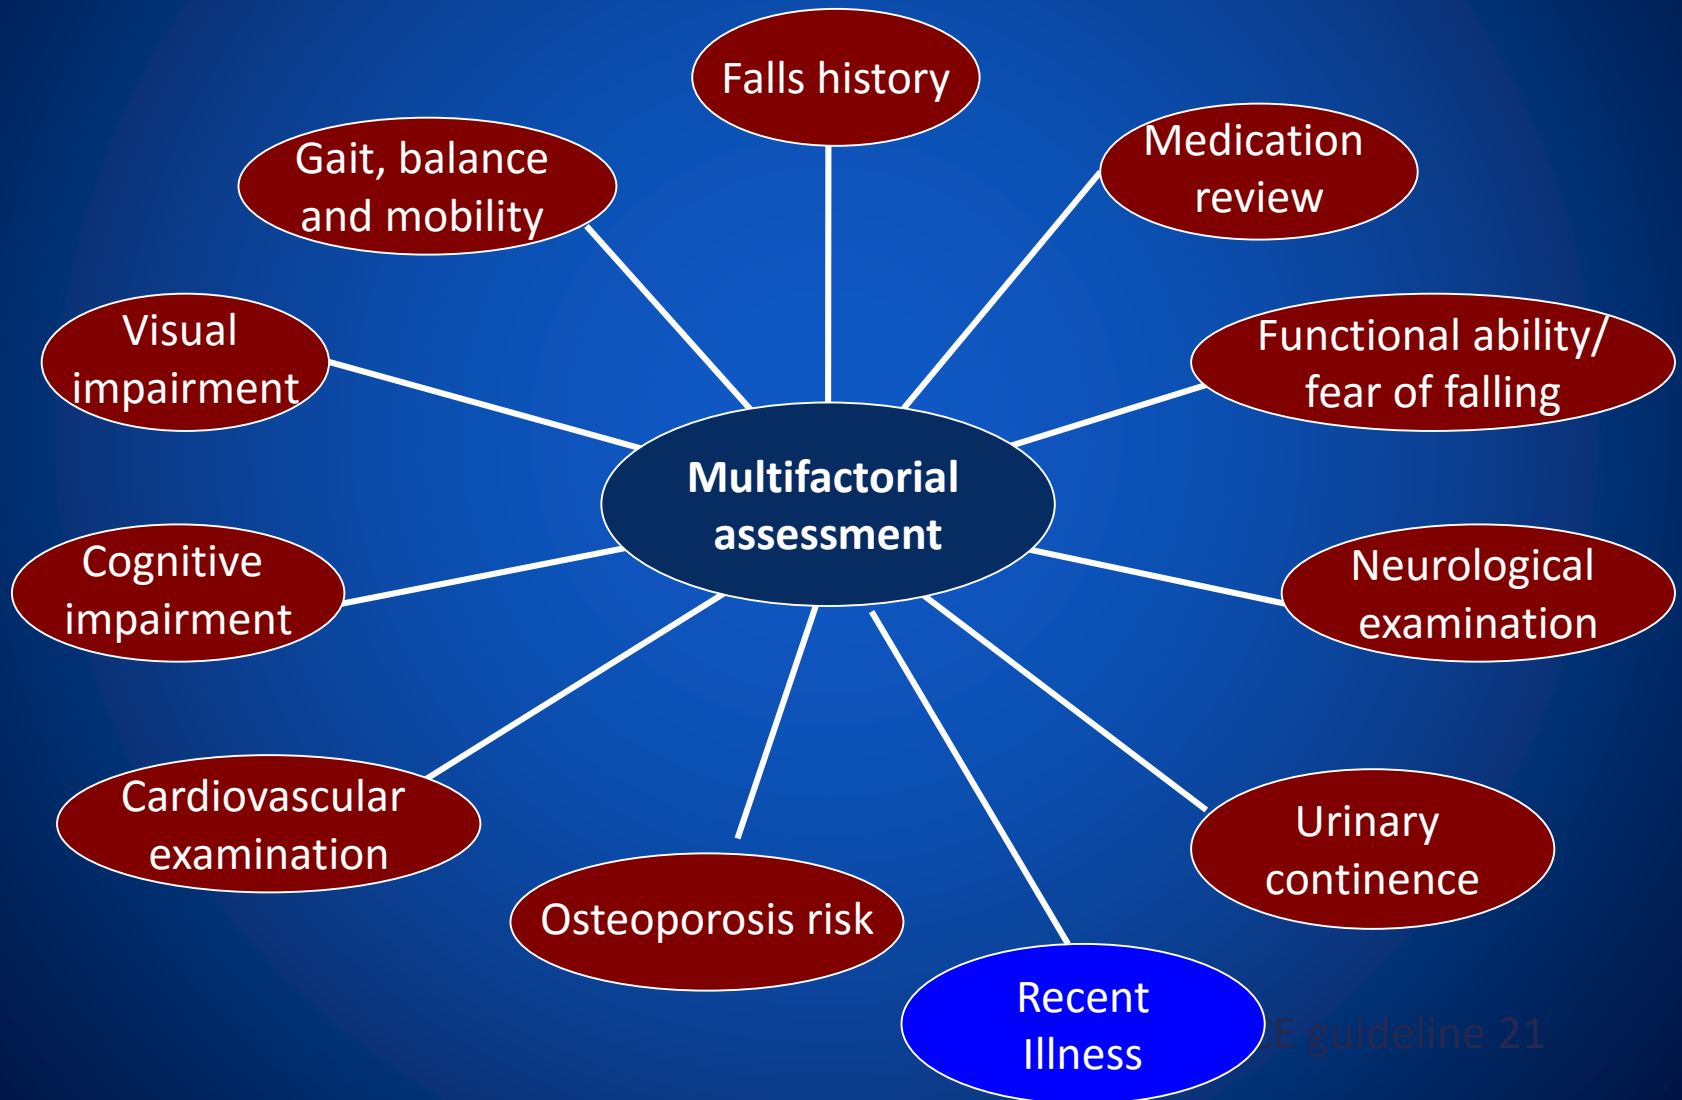 Falls history
Medication
review
Gait, balance
and mobility
Functional ability/
fear of falling
Visual
impairment
Multifactorial
assessment
Neurological
examination
Cognitive
impairment
Cardiovascular
examination
Urinary
continence
Osteoporosis risk
Recent
Illness
guideline 21